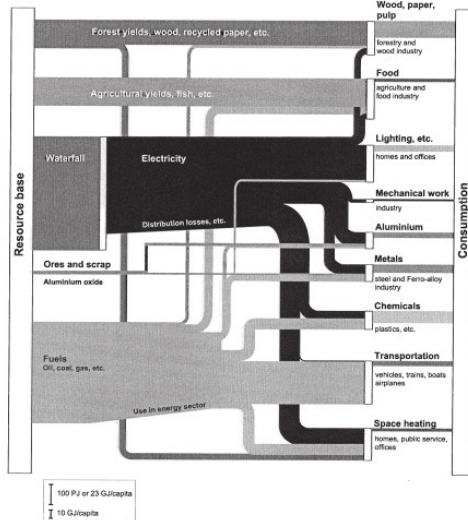 Wood, paper,
pulp
Forest yields, wood, recycled paper, etc.
forestry and
wood industry
Food
Agricultural yields, fish, etc.
agriculture and
food industry
Lighting, etc.
Waterfall
Electricity
homes and offices
Mechanical work
industry
Distribution losses, etc.
Aluminium
Ores and scrap
Metals
Aluminium oxide
steel and Ferro-alloy
industry
Chemicals
plastics, etc.
Fuels
Oil, coal, gas, etc.
Transportation
vehicles, trains, boats
airplanes
Use in energy sector
Space heating
homes, public service,
offices
Resource base
Consumption
100 PJ or 23 GJ/capita
10 GJ/capita